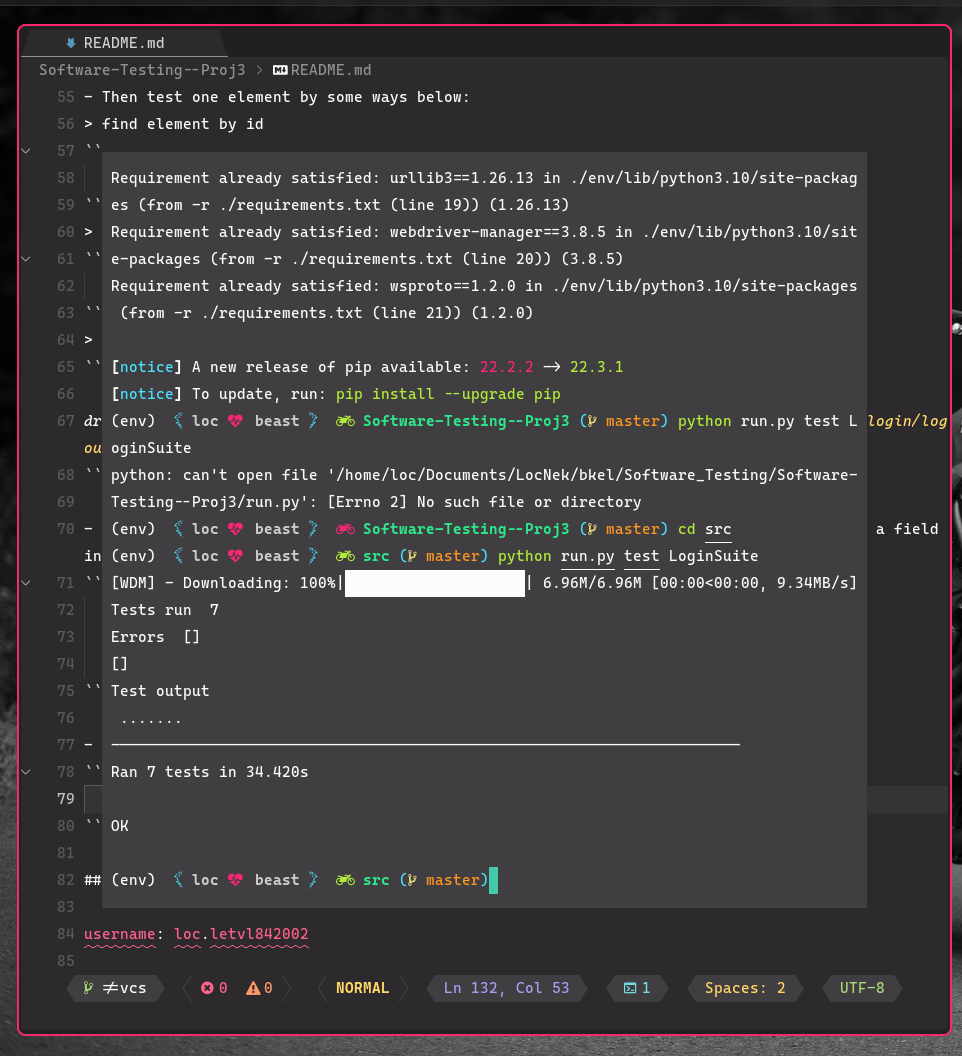 README.md
Software-Testing--Proj3 > README.md
55 - Then test one element by some ways below:
56 > find element by id
57 ``
58 Requirement already satisfied: urllib3==1.26.13 in ./env/lib/python3.10/site-packag
59 `` es (from -r ./requirements.txt (line 19)) (1.26.13)
60 > Requirement already satisfied: webdriver-manager==3.8.5 in ./env/lib/python3.10/sit
61 `` e-packages (from -r ./requirements.txt (line 20)) (3.8.5)
62 Requirement already satisfied: wsproto==1.2.0 in ./env/lib/python3.10/site-packages
63 `` (from -r ./requirements.txt (line 21)) (1.2.0)
64 >
65 `` [notice] A new release of pip available: 22.2.2 -> 22.3.1
66 [notice] To update, run: pip install --upgrade pip
67 dr (env) loc beast Software-Testing--Proj3 ( master) python run.py test L login/log
ou oginSuite
68 `` python: can't open file '/home/loc/Documents/LocNek/bkel/Software_Testing/Software-
69 Testing--Proj3/run.py': [Errno 2] No such file or directory
70 - (env) loc beast Software-Testing--Proj3 ( master) cd src a field
in (env) loc beast src ( master) python run.py test LoginSuite
71 `` [WDM] - Downloading: 100%| | 6.96M/6.96M [00:00<00:00, 9.34MB/s]
72 Tests run 7
73 Errors []
74 []
75 `` Test output
76 .......
77 - ----------------------------------------------------------------------
78 `` Ran 7 tests in 34.420s
79
80 `` OK
81
82 ## (env) loc beast src ( master)
83
84 username: loc.letvl842002
85
≠vcs 0 0 NORMAL Ln 132, Col 53 1 Spaces: 2 UTF-8